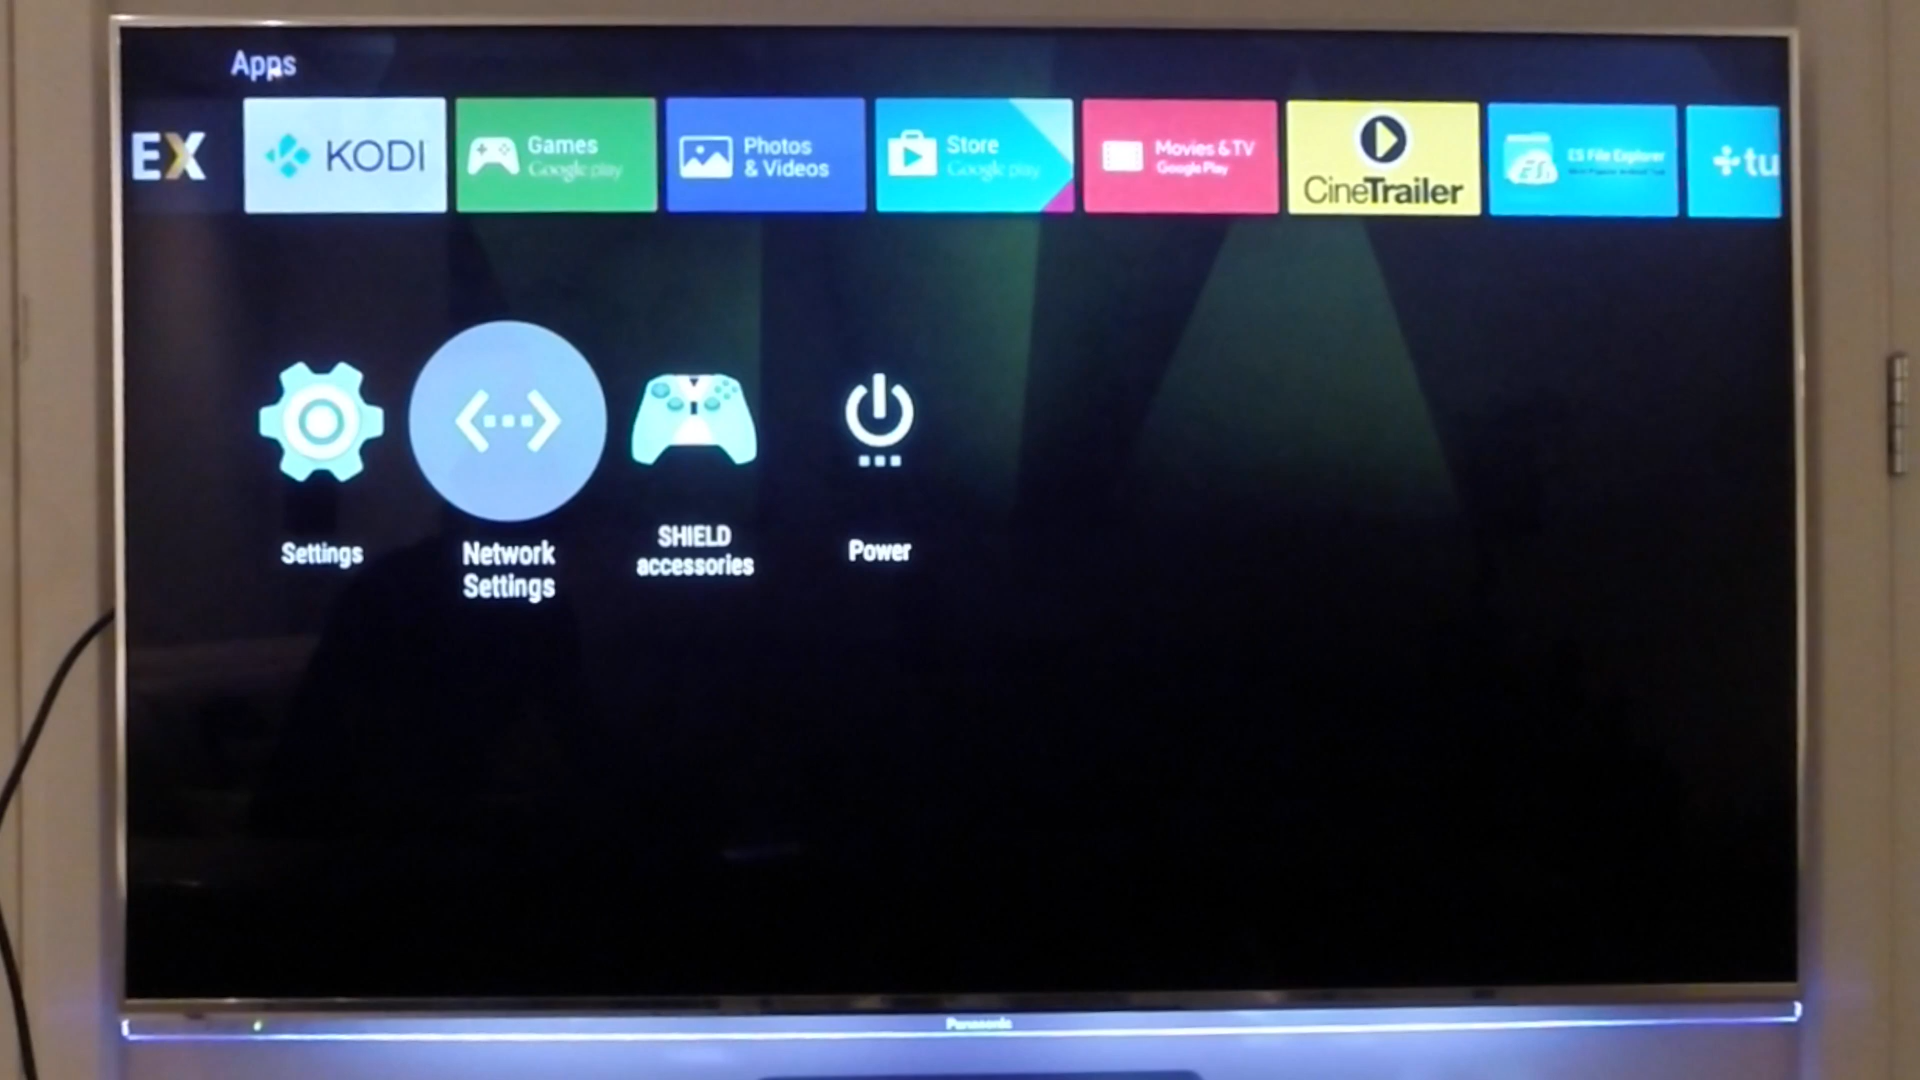 Apps
EX
KODI
Games
Google play
Photos
& Videos
Store
Google play
Movies & TV
Google Play
CineTrailer
ES File Explorer
tu
Settings
Network
Settings
SHIELD
accessories
Power
Panasonic